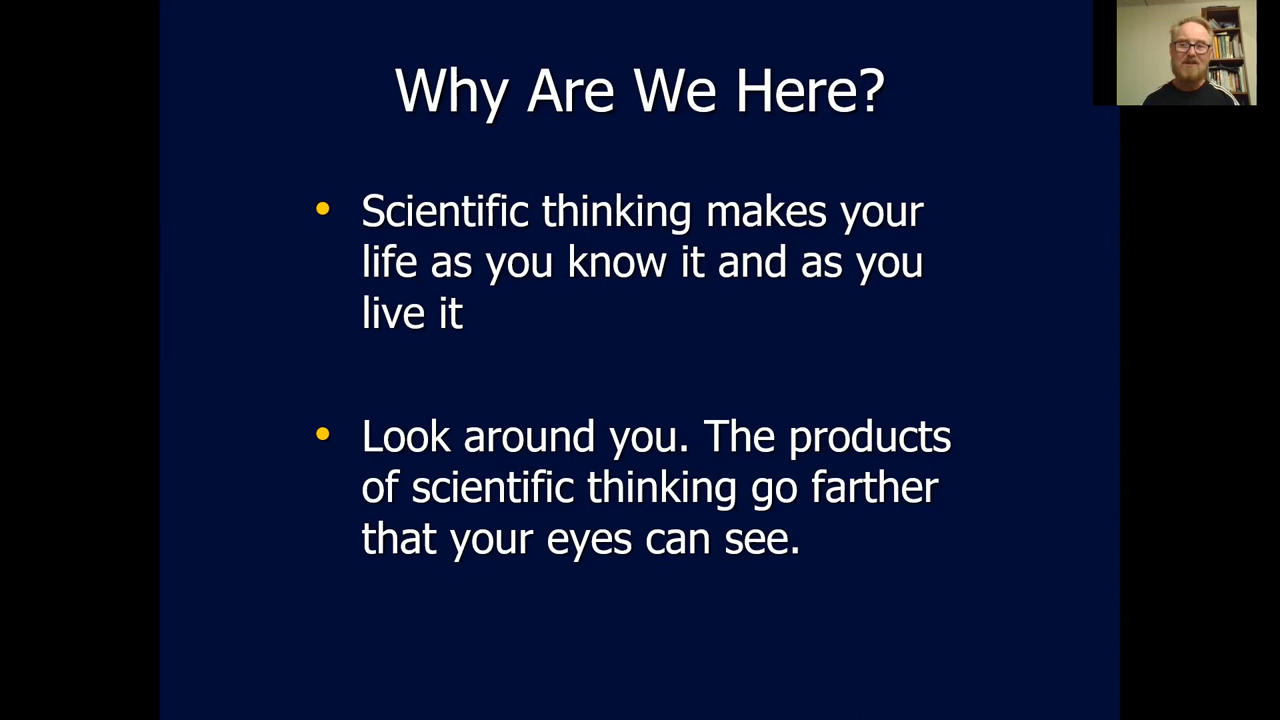 Why Are We Here?
• Scientific thinking makes your
life as you know it and as you
live it
• Look around you. The products
of scientific thinking go farther
that your eyes can see.